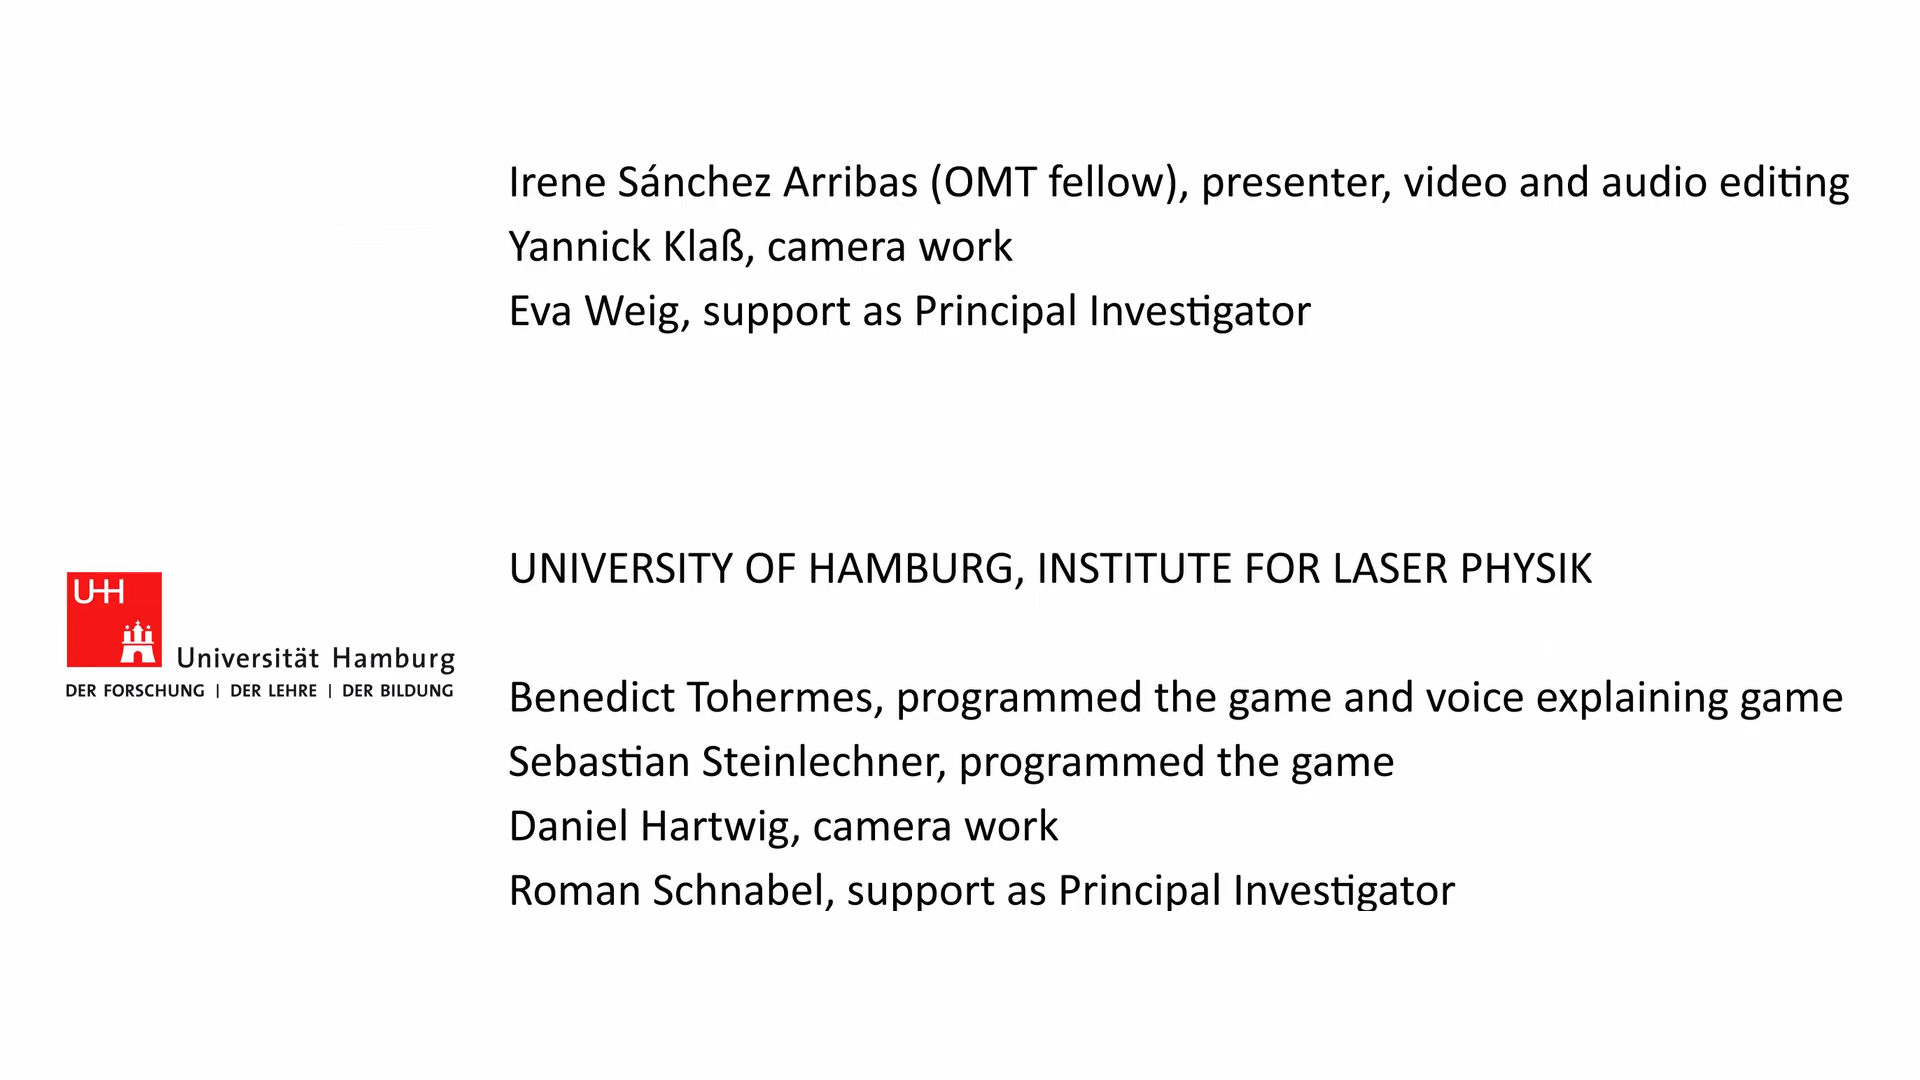 Irene Sánchez Arribas (OMT fellow), presenter, video and audio editing
Yannick Klaß, camera work
Eva Weig, support as Principal Investigator
UNIVERSITY OF HAMBURG, INSTITUTE FOR LASER PHYSIK
UHH
Universität Hamburg
DER FORSCHUNG | DER LEHRE | DER BILDUNG
Benedict Tohermes, programmed the game and voice explaining game
Sebastian Steinlechner, programmed the game
Daniel Hartwig, camera work
Roman Schnabel, support as Principal Investigator